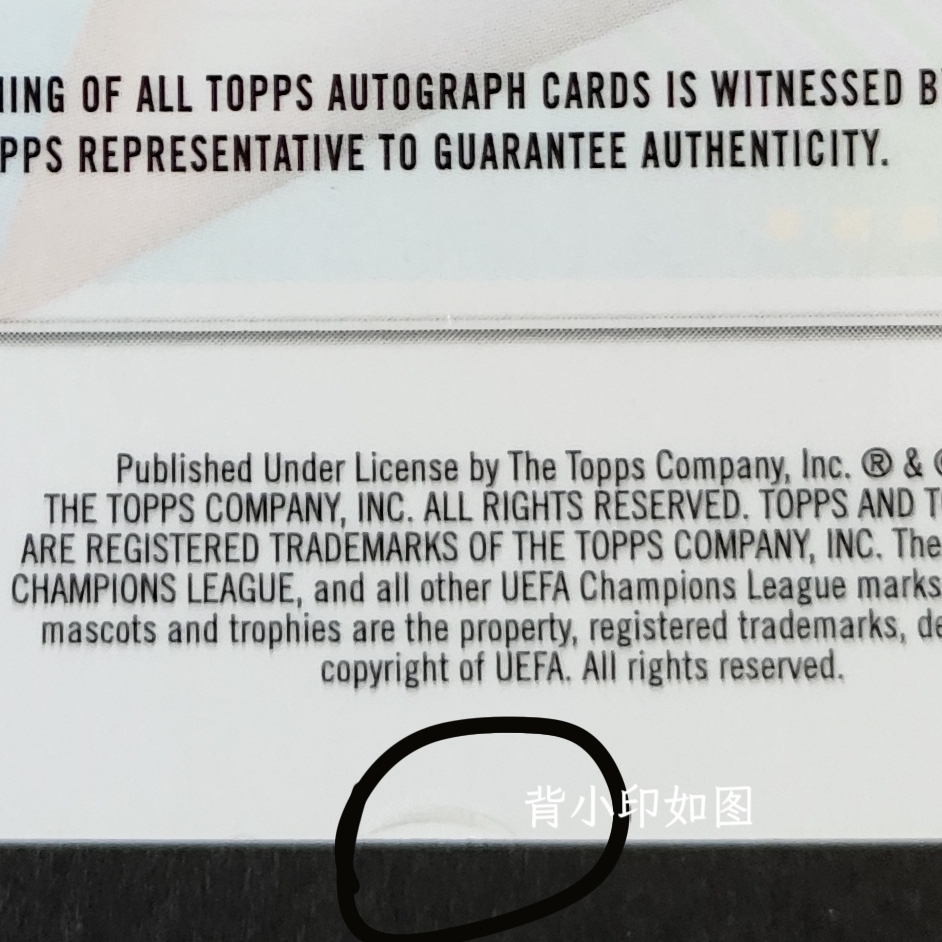 OF ALL TOPPS AUTOGRAPH CARDS IS WITNESSED
REPRESENTATIVE TO GUARANTEE AUTHENTICITY.
Published Under License by The Topps Company, Inc. ® &
THE TOPPS COMPANY, INC. ALL RIGHTS RESERVED. TOPPS AND
ARE REGISTERED TRADEMARKS OF THE TOPPS COMPANY, INC. The
CHAMPIONS LEAGUE, and all other UEFA Champions League marks
mascots and trophies are the property, registered trademarks,
copyright of UEFA. All rights reserved.
背小印如图